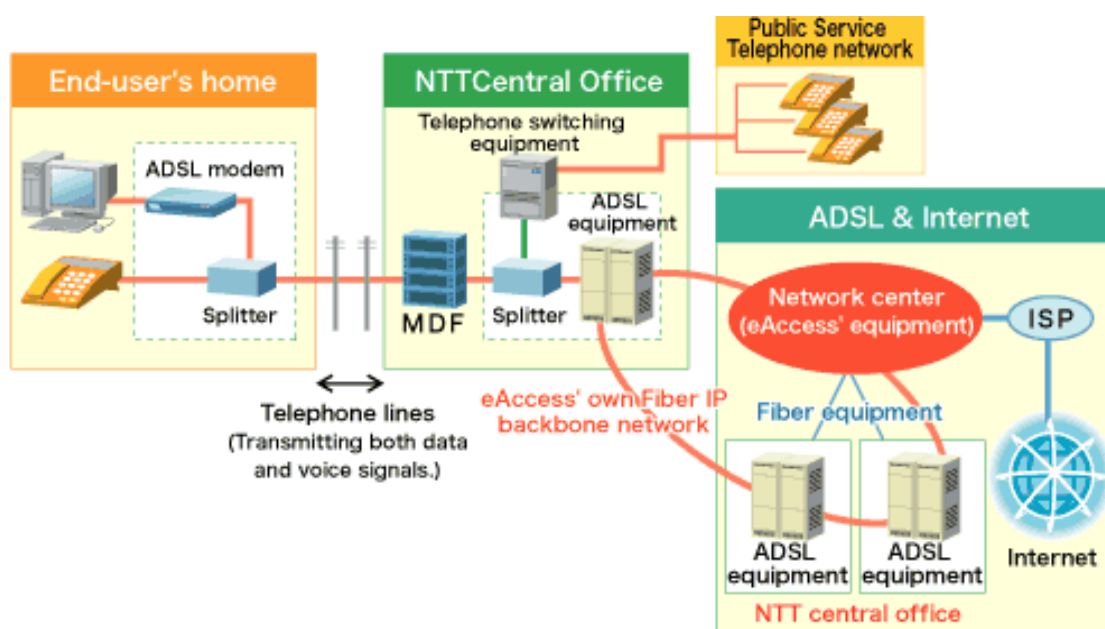 End-user's home
ADSL modem
Splitter
Telephone lines
(Transmitting both data
and voice signals.)
NTTCentral Office
Telephone switching
equipment
ADSL
equipment
MDF
Splitter
eAccess' own Fiber IP
backbone network
Public Service
Telephone network
ADSL & Internet
Network center
(eAccess' equipment)
ISP
Fiber equipment
Internet
ADSL
equipment
ADSL
equipment
NTT central office